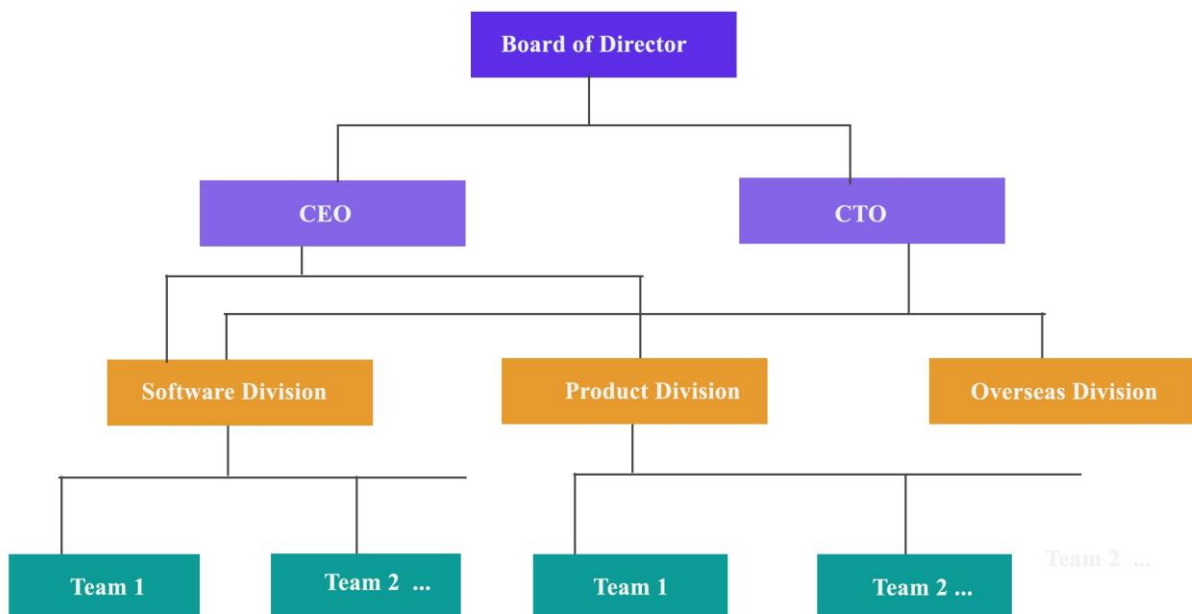 Board of Director
CEO
CTO
Software Division
Product Division
Overseas Division
Team 1
Team 2 ...
Team 1
Team 2 ...
Team 2 ...